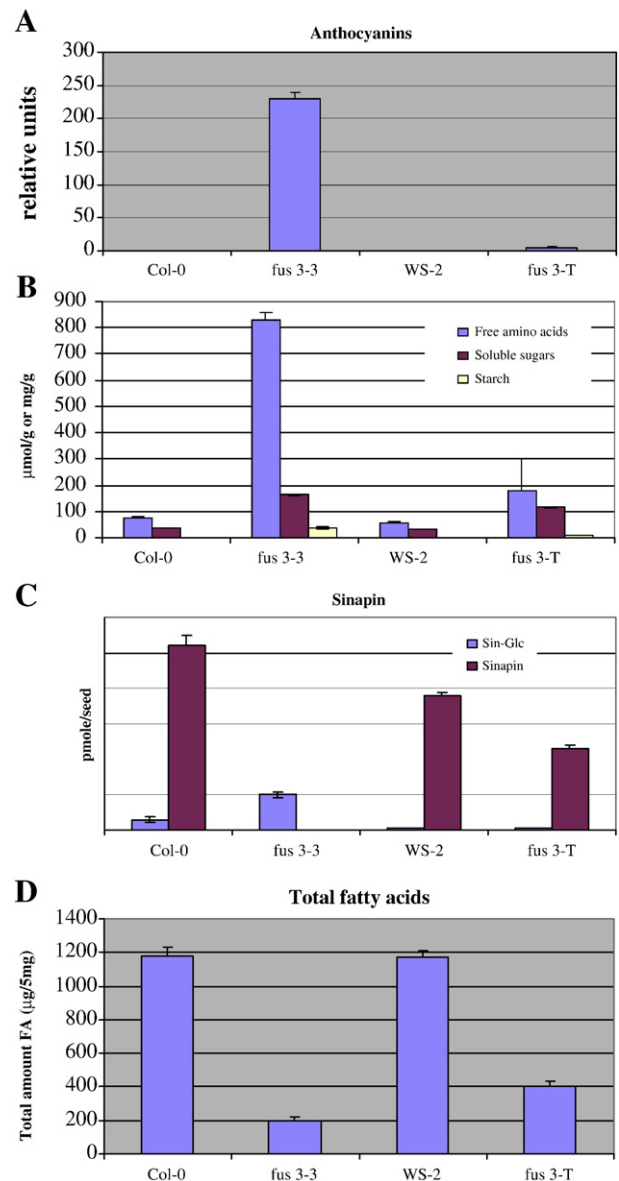 A
Anthocyanins
relative units
300
250
200
150
100
50
0
Col-0 fus 3-3 WS-2 fus 3-T
B
μmol/g or mg/g
900
800
700
600
500
400
300
200
100
0
Free amino acids
Soluble sugars
Starch
Col-0 fus 3-3 WS-2 fus 3-T
C
Sinapin
pmole/seed
Sin-Glc
Sinapin
Col-0 fus 3-3 WS-2 fus 3-T
D
Total fatty acids
Total amount FA (μg/5mg)
1400
1200
1000
800
600
400
200
0
Col-0 fus 3-3 WS-2 fus 3-T